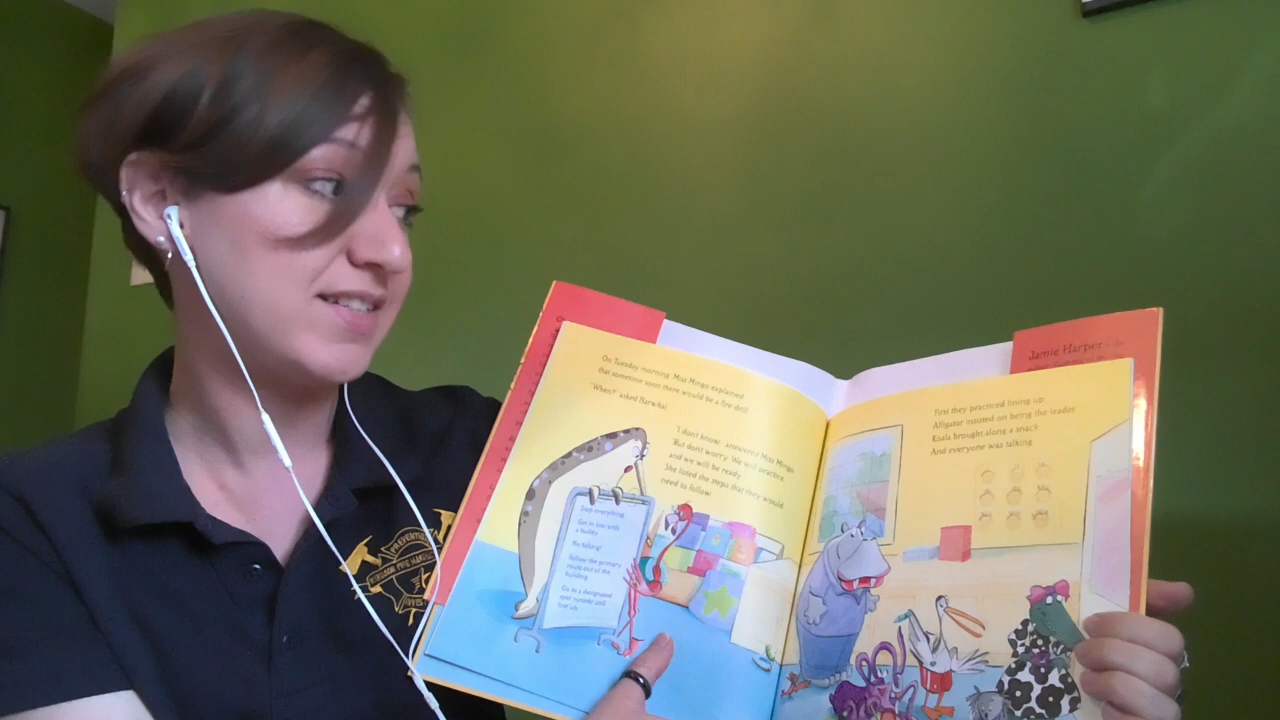 On Tuesday morning, Miss Mingo explained
that sometime soon there would be a fire drill.
"When?" asked Narwhal.
"I don't know," answered Miss Mingo.
"But don't worry. We will practice,
and we will be ready."
She listed the steps that they would
need to follow:
Stop everything.
Get in line with
a buddy.
No talking!
Follow the primary
route out of the
building.
Go to a designated
spot outside and
First they practiced lining up.
Alligator insisted on being the leader.
Koala brought along a snack.
And everyone was talking.
Jamie Harper
PREVENTION